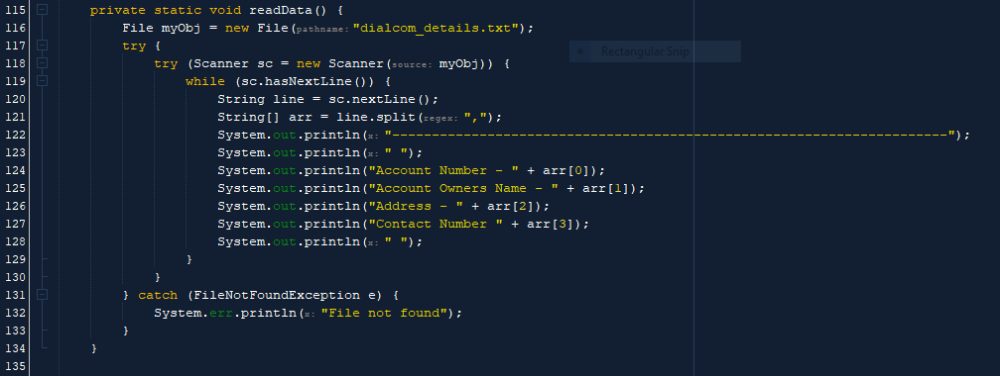 115 private static void readData() {
116 File myObj = new File(pathname: "dialcom_details.txt");
117 try {
Rectangular Snip
118 try (Scanner sc = new Scanner(source: myObj)) {
119 while (sc.hasNextLine()) {
120 String line = sc.nextLine();
121 String[] arr = line.split(regex: ",");
122 System.out.println(x: "----------------------------------------------------------------------");
123 System.out.println(x: " ");
124 System.out.println("Account Number - " + arr[0]);
125 System.out.println("Account Owners Name - " + arr[1]);
126 System.out.println("Address - " + arr[2]);
127 System.out.println("Contact Number " + arr[3]);
128 System.out.println(x: " ");
129 }
130 }
131 } catch (FileNotFoundException e) {
132 System.err.println(x: "File not found");
133 }
134 }
135